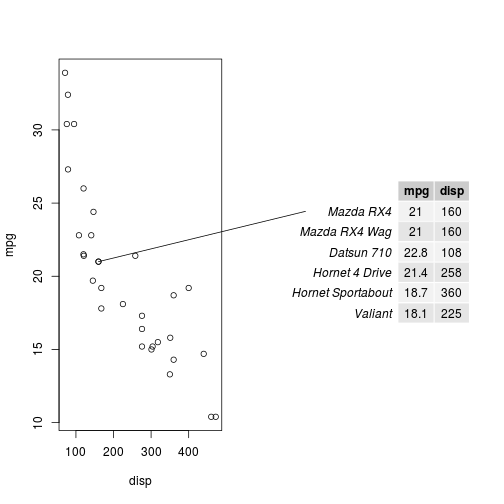 mpg
30
25
20
15
10
100 200 300 400
disp
mpg disp
Mazda RX4 21 160
Mazda RX4 Wag 21 160
Datsun 710 22.8 108
Hornet 4 Drive 21.4 258
Hornet Sportabout 18.7 360
Valiant 18.1 225